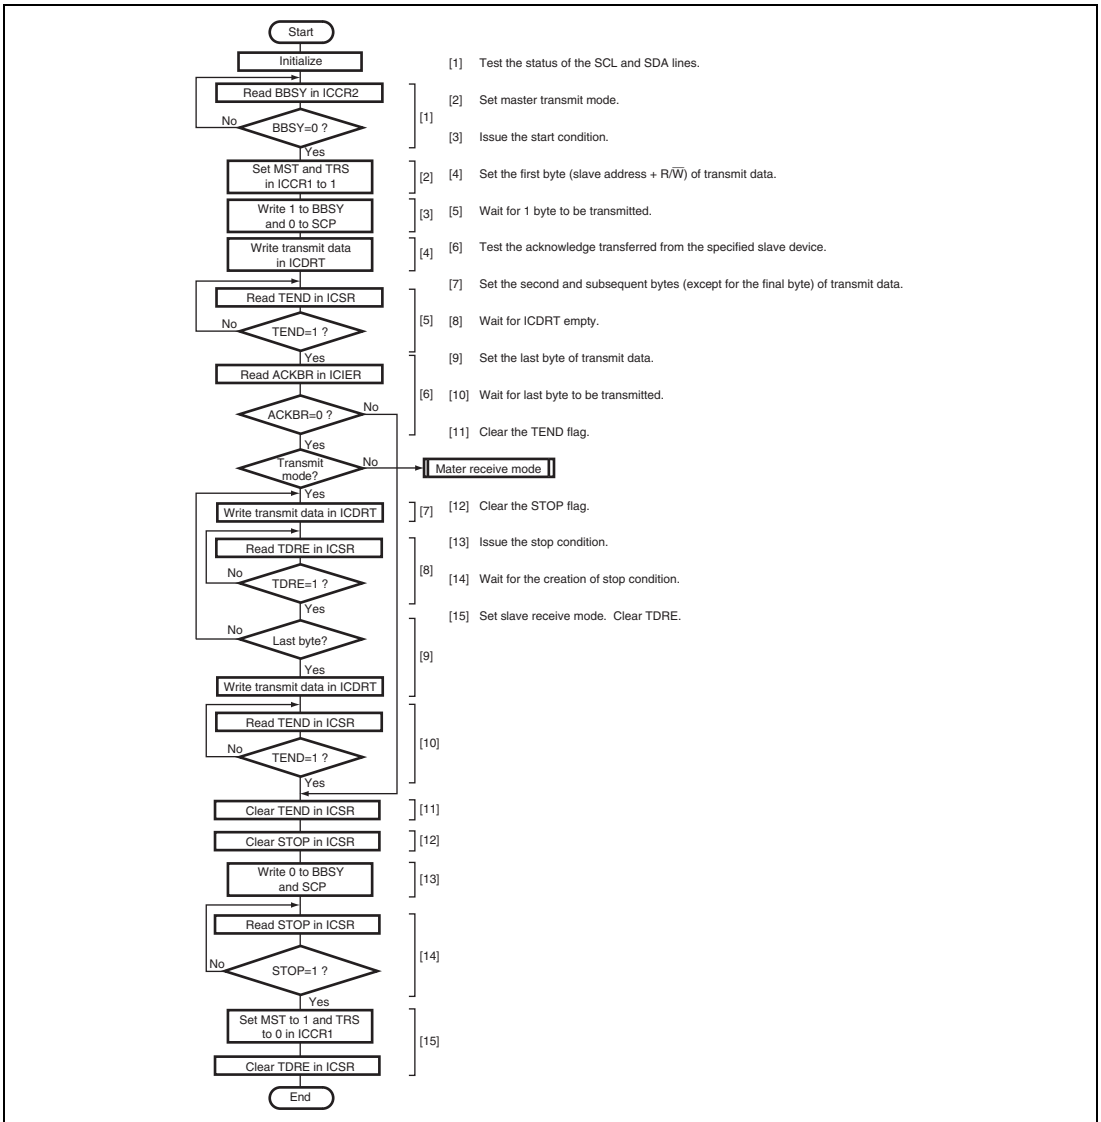 Start
Initialize
Read BBSY in ICCR2
BBSY=0 ?
No
Yes
[1]
Set MST and TRS
in ICCR1 to 1
[2]
Write 1 to BBSY
and 0 to SCP
[3]
Write transmit data
in ICDRT
[4]
Read TEND in ICSR
TEND=1 ?
No
Yes
[5]
Read ACKBR in ICIER
ACKBR=0 ?
No
Yes
[6]
Transmit
mode?
No
Yes
Mater receive mode
Write transmit data in ICDRT
[7]
Read TDRE in ICSR
TDRE=1 ?
No
Yes
[8]
Last byte?
No
Yes
[9]
Write transmit data in ICDRT
Read TEND in ICSR
TEND=1 ?
No
Yes
[10]
Clear TEND in ICSR
[11]
Clear STOP in ICSR
[12]
Write 0 to BBSY
and SCP
[13]
Read STOP in ICSR
STOP=1 ?
No
Yes
[14]
Set MST to 1 and TRS
to 0 in ICCR1
[15]
Clear TDRE in ICSR
End
[1] Test the status of the SCL and SDA lines.
[2] Set master transmit mode.
[3] Issue the start condition.
[4] Set the first byte (slave address + R/W̅) of transmit data.
[5] Wait for 1 byte to be transmitted.
[6] Test the acknowledge transferred from the specified slave device.
[7] Set the second and subsequent bytes (except for the final byte) of transmit data.
[8] Wait for ICDRT empty.
[9] Set the last byte of transmit data.
[10] Wait for last byte to be transmitted.
[11] Clear the TEND flag.
[12] Clear the STOP flag.
[13] Issue the stop condition.
[14] Wait for the creation of stop condition.
[15] Set slave receive mode. Clear TDRE.